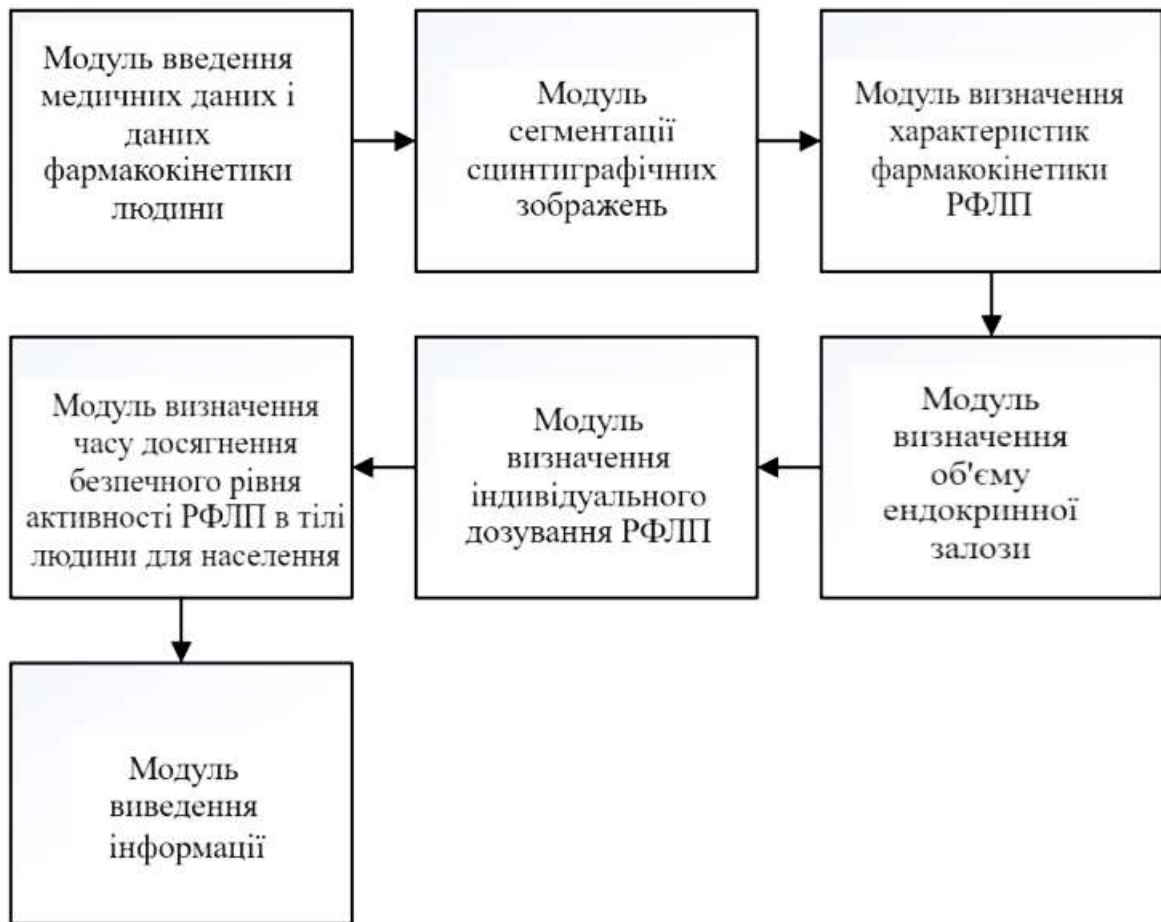 Модуль введення
медичних даних і
даних
фармакокінетики
людини
Модуль
сегментації
сцинтиграфічних
зображень
Модуль визначення
характеристик
фармакокінетики
РФЛП
Модуль
визначення
об'єму
ендокринної
залози
Модуль
визначення
індивідуального
дозування РФЛП
Модуль визначення
часу досягнення
безпечного рівня
активності РФЛП в тілі
людини для населення
Модуль
виведення
інформації